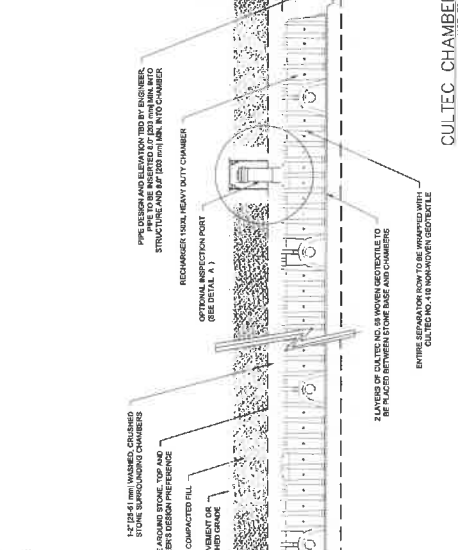 PIPE DESIGN AND ELEVATION TBD BY ENGINEER.
PIPE TO BE INSERTED 8.0" [203 mm] MIN. INTO
STRUCTURE AND 8.0" [203 mm] MIN. INTO CHAMBER
RECHARGER 150XL HEAVY DUTY CHAMBER
OPTIONAL INSPECTION PORT
(SEE DETAIL A )
1-2" [25-51 mm] WASHED, CRUSHED
STONE SURROUNDING CHAMBERS
AROUND STONE, TOP AND
ER'S DESIGN PREFERENCE
COMPACTED FILL
VEMENT OR
HED GRADE
2 LAYERS OF CULTEC NO. 66 WOVEN GEOTEXTILE TO
BE PLACED BETWEEN STONE BASE AND CHAMBERS
ENTIRE SEPARATOR ROW TO BE WRAPPED WITH
CULTEC NO. 410 NON-WOVEN GEOTEXTILE
CULTEC CHAMBER